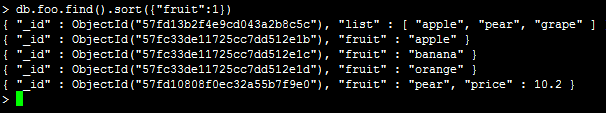 > db.foo.find().sort({"fruit":1})
{ "_id" : ObjectId("57fd13b2f4e9cd043a2b8c5c"), "list" : [ "apple", "pear", "grape" ]
{ "_id" : ObjectId("57fc33de11725cc7dd512e1b"), "fruit" : "apple" }
{ "_id" : ObjectId("57fc33de11725cc7dd512e1c"), "fruit" : "banana" }
{ "_id" : ObjectId("57fc33de11725cc7dd512e1d"), "fruit" : "orange" }
{ "_id" : ObjectId("57fd10808f0ec32a55b7f9e0"), "fruit" : "pear", "price" : 10.2 }
>